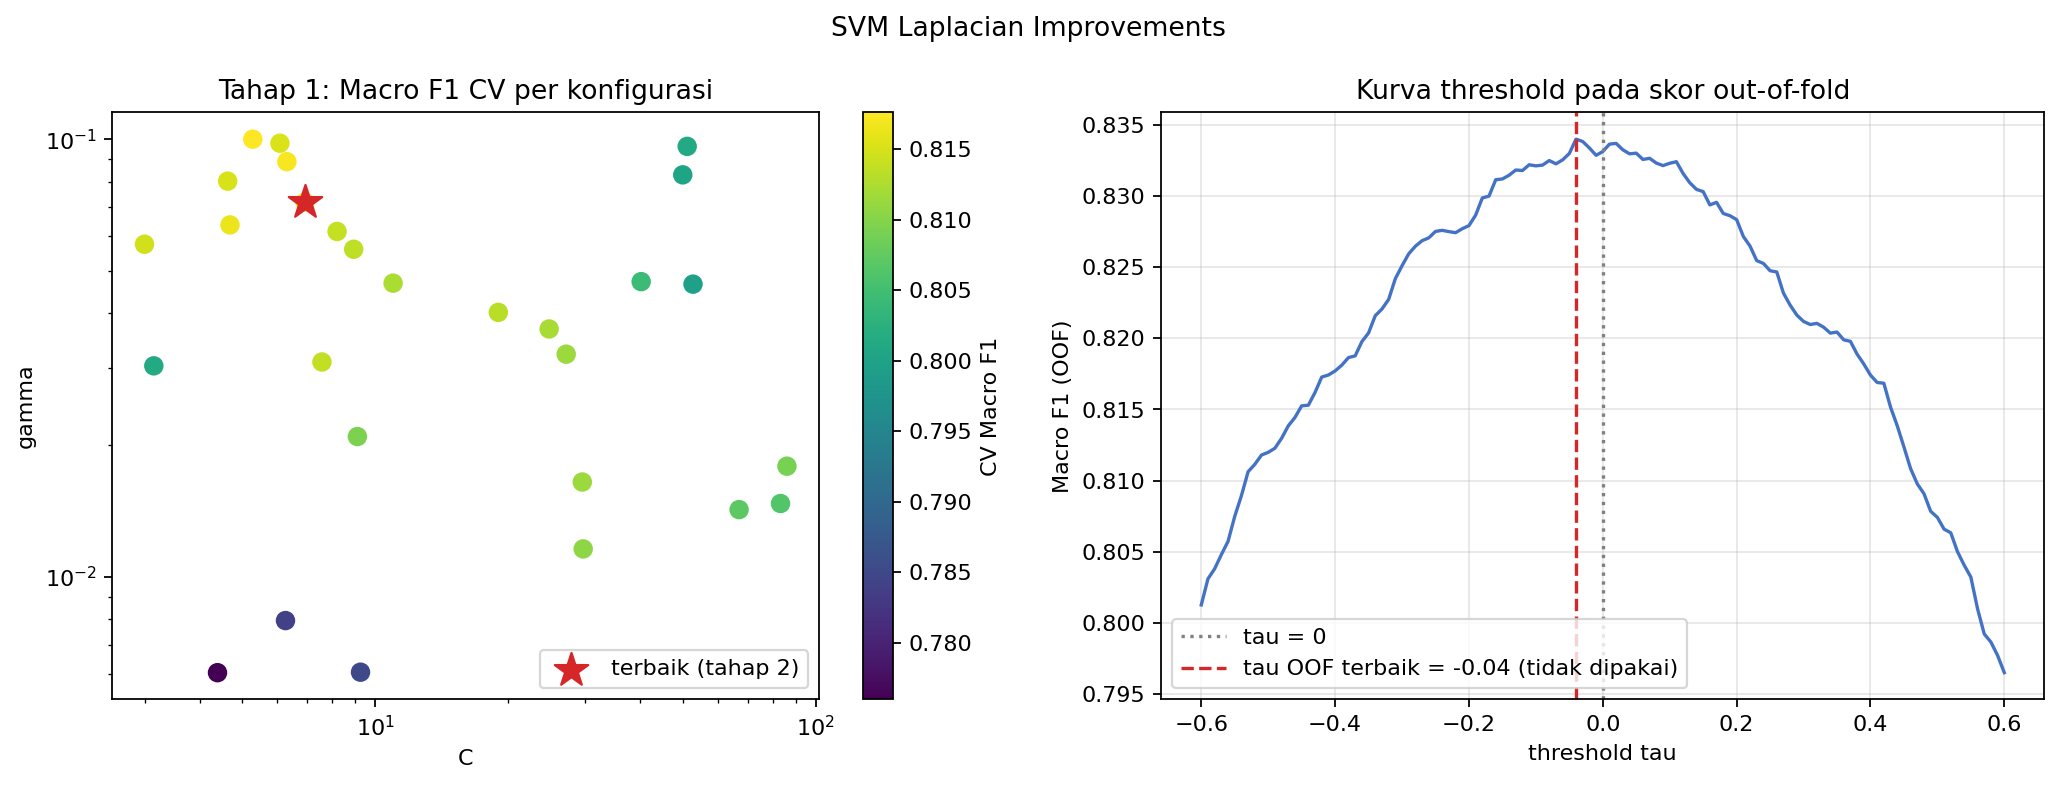 SVM Laplacian Improvements
Tahap 1: Macro F1 CV per konfigurasi
10⁻¹
10⁻²
gamma
10¹
10²
C
terbaik (tahap 2)
0.815
0.810
0.805
0.800
0.795
0.790
0.785
0.780
CV Macro F1
Kurva threshold pada skor out-of-fold
0.835
0.830
0.825
0.820
0.815
0.810
0.805
0.800
0.795
Macro F1 (OOF)
tau = 0
tau OOF terbaik = -0.04 (tidak dipakai)
−0.6
−0.4
−0.2
0.0
0.2
0.4
0.6
threshold tau